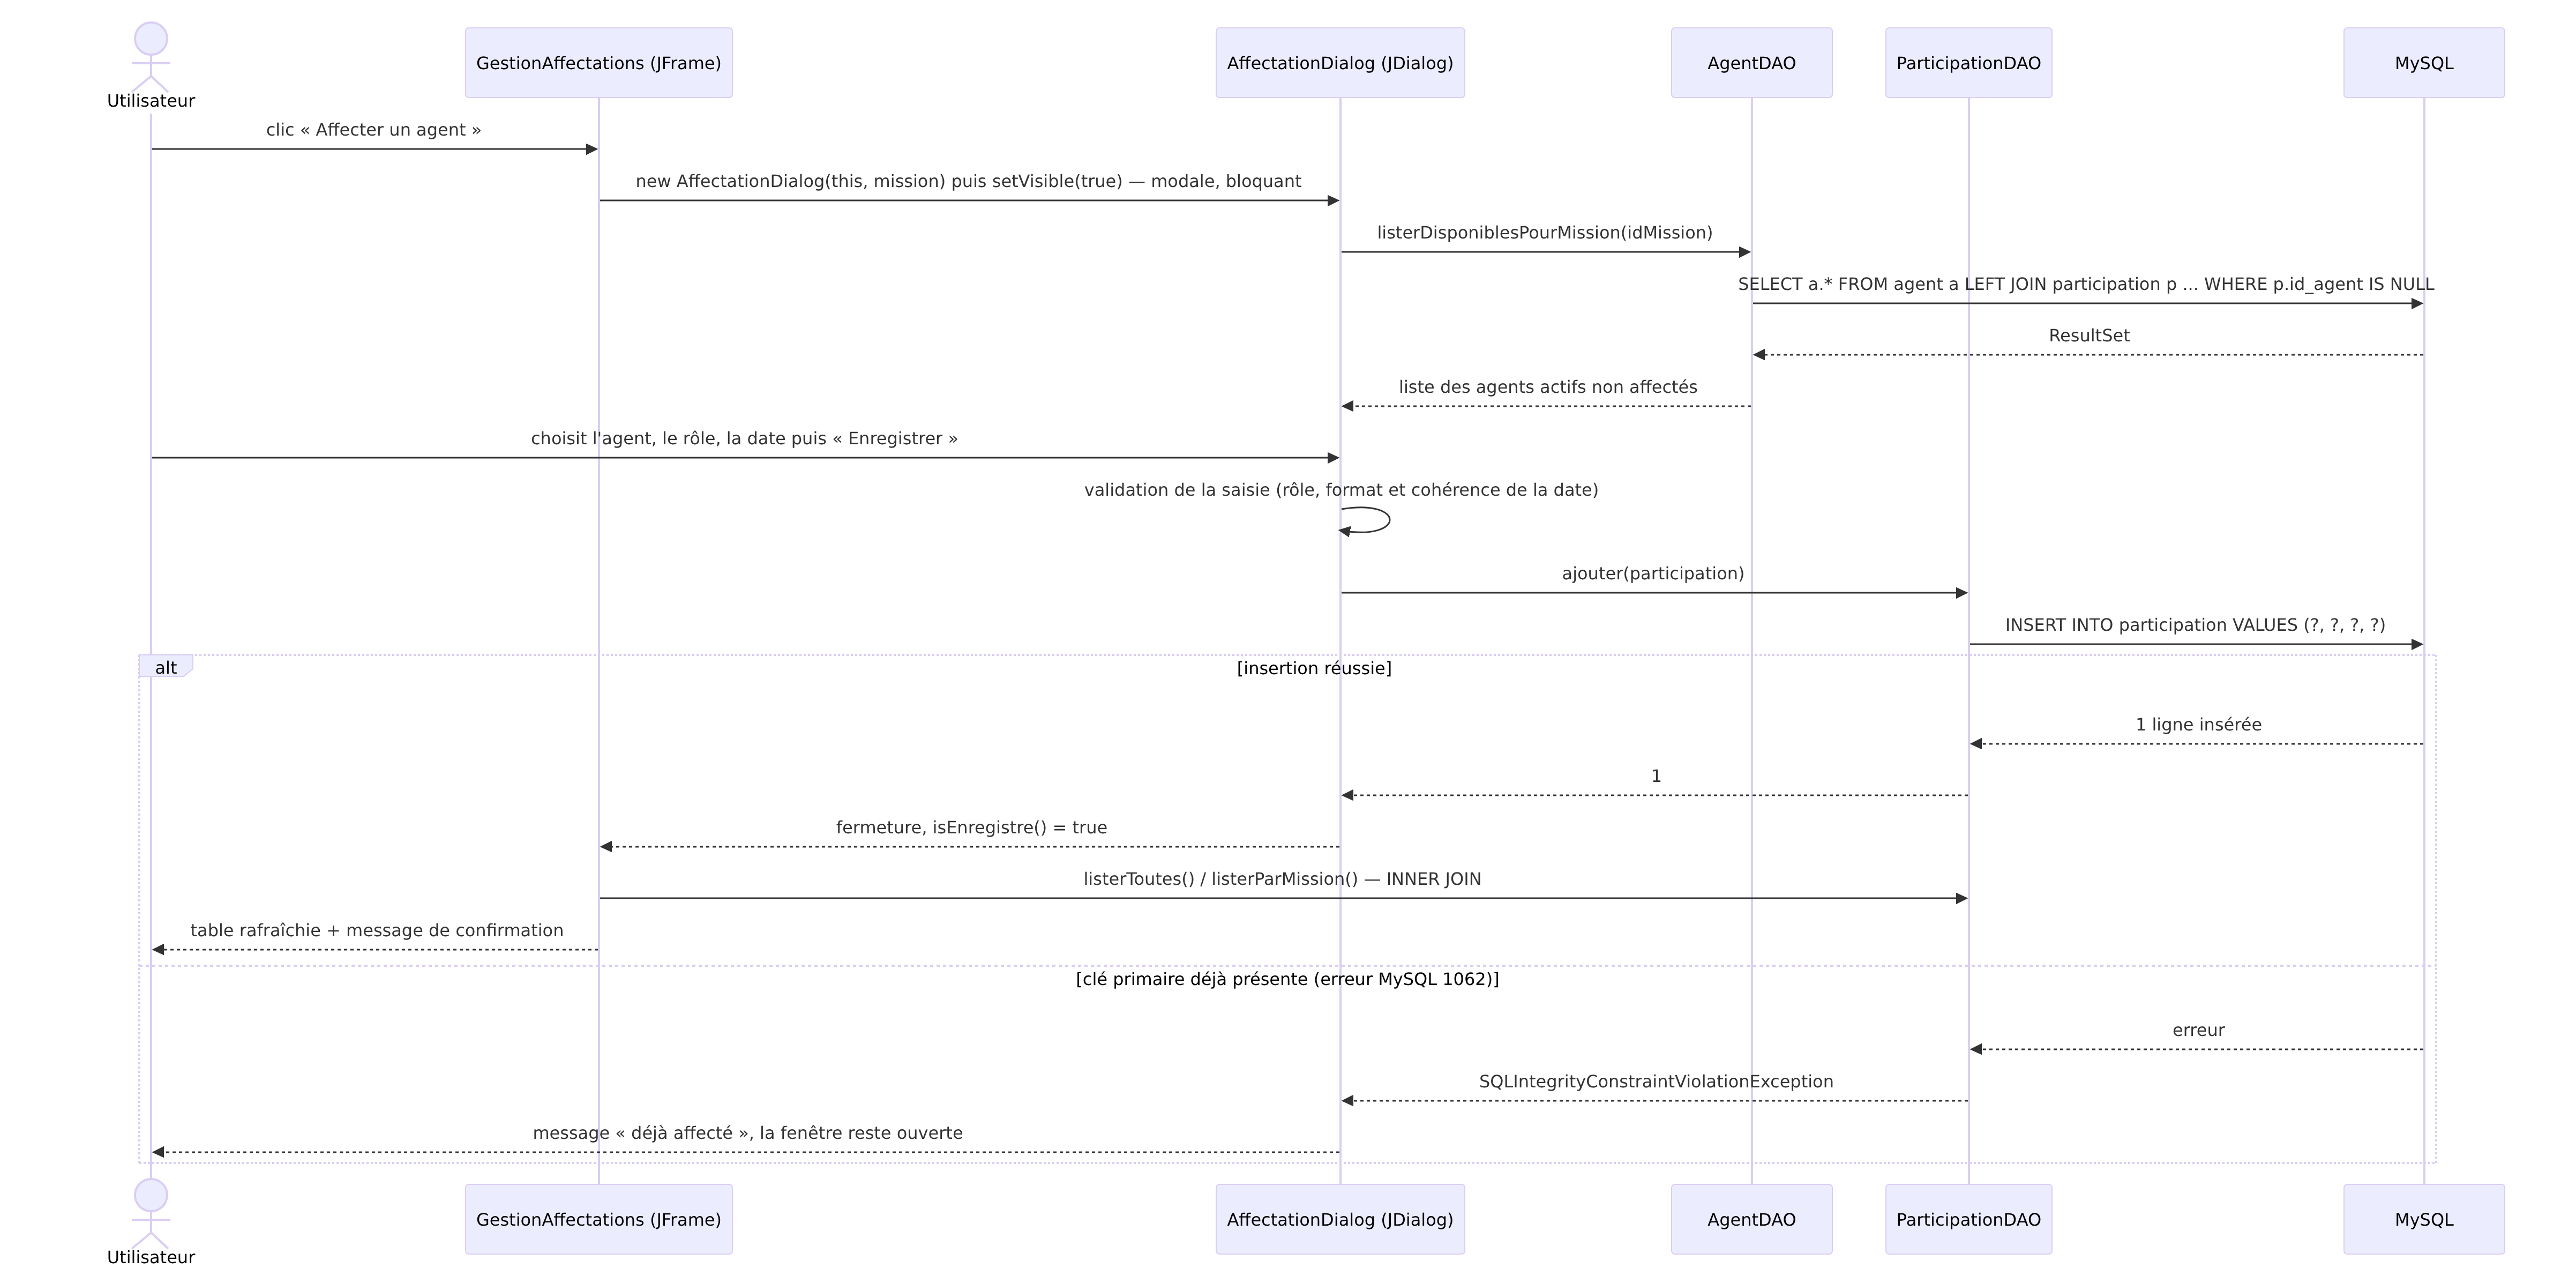 GestionAffectations (JFrame)
AffectationDialog (JDialog)
AgentDAO
ParticipationDAO
MySQL
Utilisateur
clic « Affecter un agent »
new AffectationDialog(this, mission) puis setVisible(true) — modale, bloquant
listerDisponiblesPourMission(idMission)
SELECT a.* FROM agent a LEFT JOIN participation p ... WHERE p.id_agent IS NULL
ResultSet
liste des agents actifs non affectés
choisit l'agent, le rôle, la date puis « Enregistrer »
validation de la saisie (rôle, format et cohérence de la date)
ajouter(participation)
INSERT INTO participation VALUES (?, ?, ?, ?)
alt
[insertion réussie]
1 ligne insérée
1
fermeture, isEnregistre() = true
listerToutes() / listerParMission() — INNER JOIN
table rafraîchie + message de confirmation
[clé primaire déjà présente (erreur MySQL 1062)]
erreur
SQLIntegrityConstraintViolationException
message « déjà affecté », la fenêtre reste ouverte
GestionAffectations (JFrame)
AffectationDialog (JDialog)
AgentDAO
ParticipationDAO
MySQL
Utilisateur